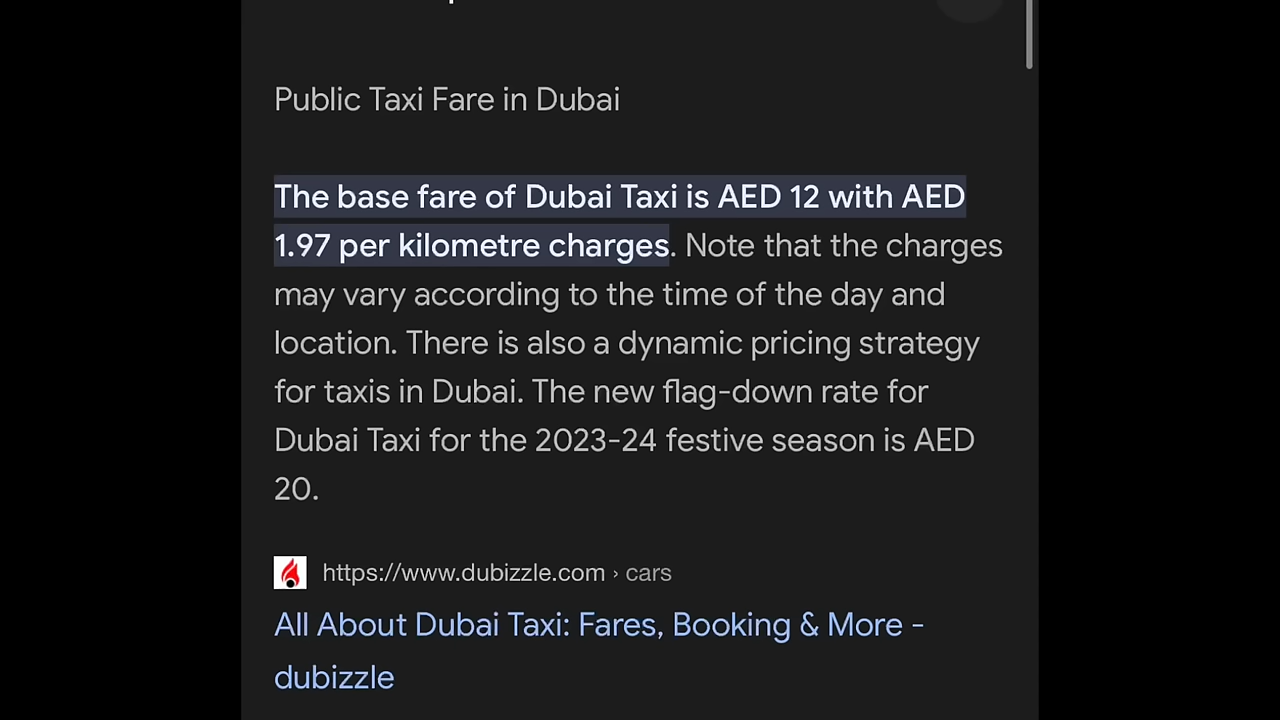 Public Taxi Fare in Dubai
The base fare of Dubai Taxi is AED 12 with AED
1.97 per kilometre charges. Note that the charges
may vary according to the time of the day and
location. There is also a dynamic pricing strategy
for taxis in Dubai. The new flag-down rate for
Dubai Taxi for the 2023-24 festive season is AED
20.
https://www.dubizzle.com › cars
All About Dubai Taxi: Fares, Booking & More -
dubizzle